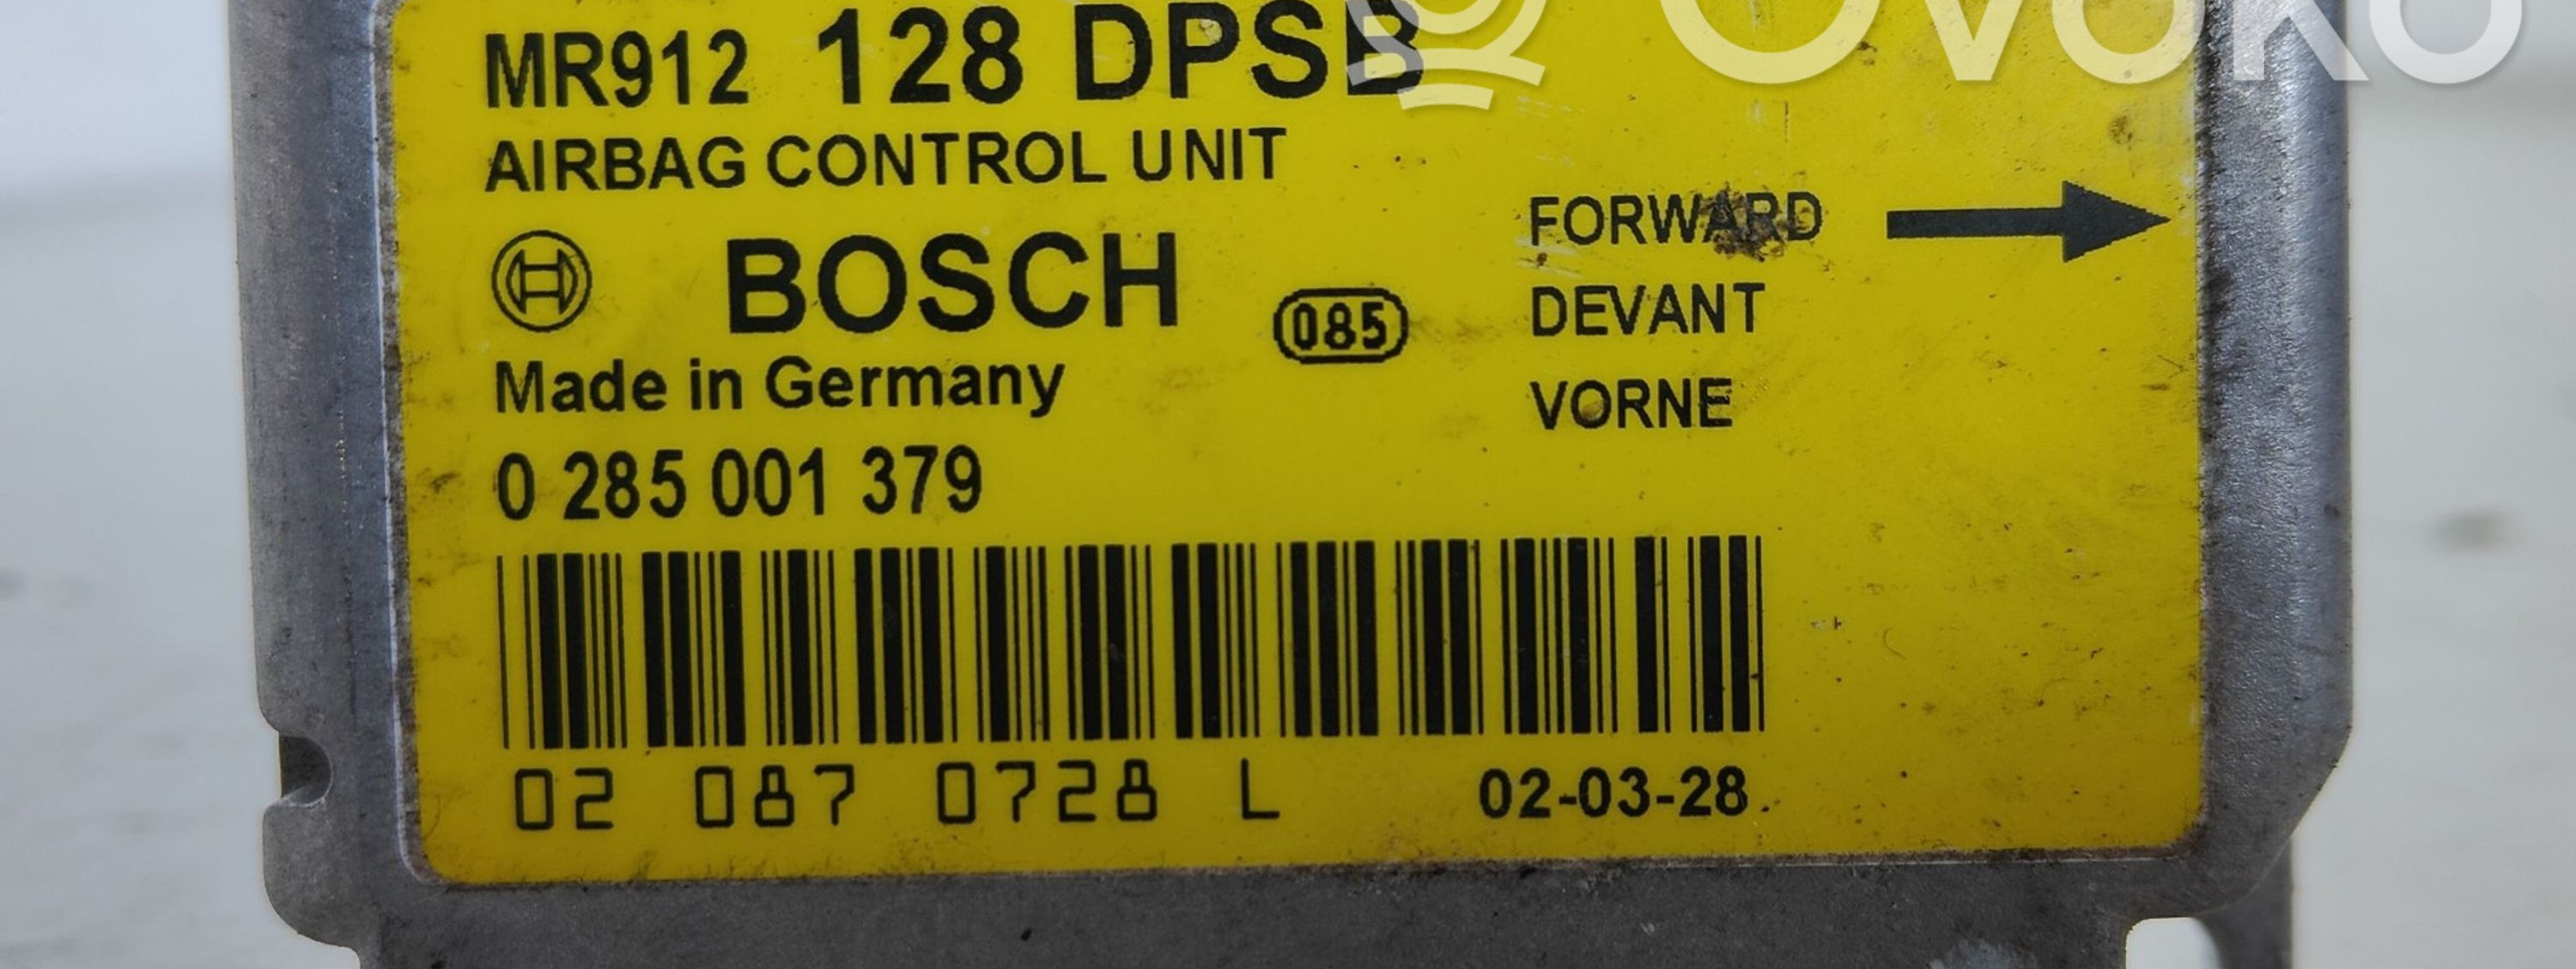 OVOKO
MR912 128 DPSB
AIRBAG CONTROL UNIT
BOSCH
085
Made in Germany
0 285 001 379
FORWARD
DEVANT
VORNE
02 087 0728 L
02-03-28